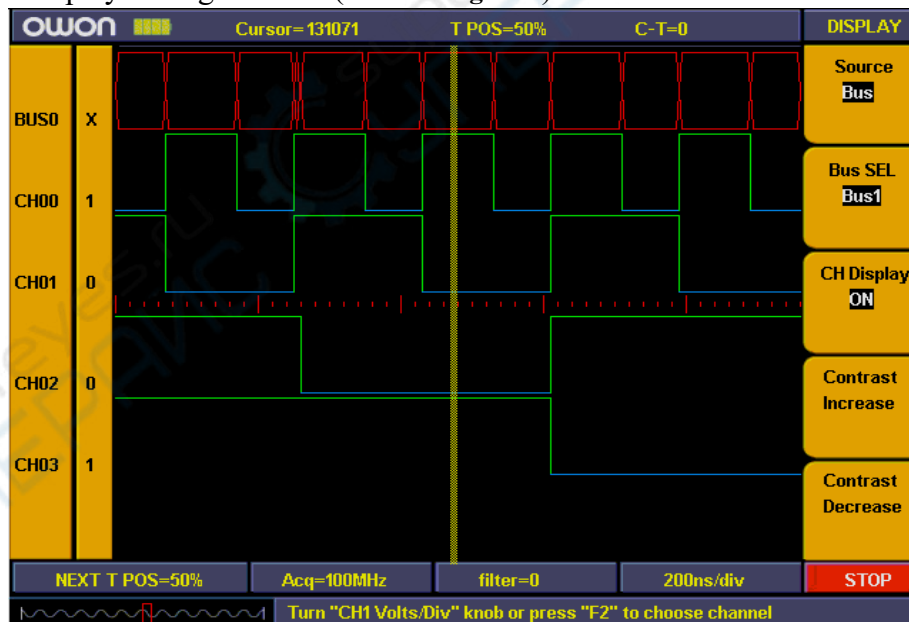 OWON Cursor=131071 T POS=50% C-T=0 DISPLAY
Source
Bus
BUS0 X
Bus SEL
Bus1
CH00 1
CH Display
ON
CH01 0
Contrast
Increase
CH02 0
CH03 1
Contrast
Decrease
NEXT T POS=50% Acq=100MHz filter=0 200ns/div STOP
Turn "CH1 Volts/Div" knob or press "F2" to choose channel